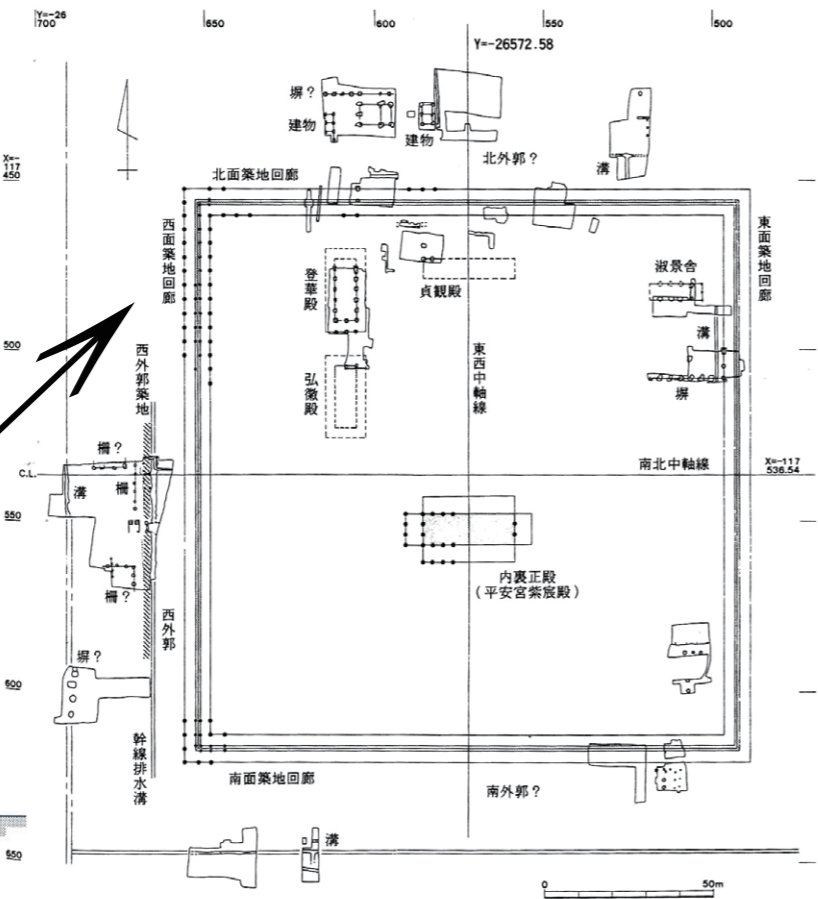 Y=-26
700
650
600
550
500
Y=-26572.58
塀?
建物
建物
北外郭?
溝
X=-
117
450
北面築地回廊
西面築地回廊
東面築地回廊
登華殿
貞観殿
淑景舎
溝
500
西外郭築地
弘徽殿
東西中軸線
塀
柵?
C.L.
溝
柵
南北中軸線
X=-117
536.54
550
門
内裏正殿
(平安宮紫宸殿)
柵?
西外郭
塀?
600
幹線排水溝
南面築地回廊
南外郭?
溝
650
0
50m